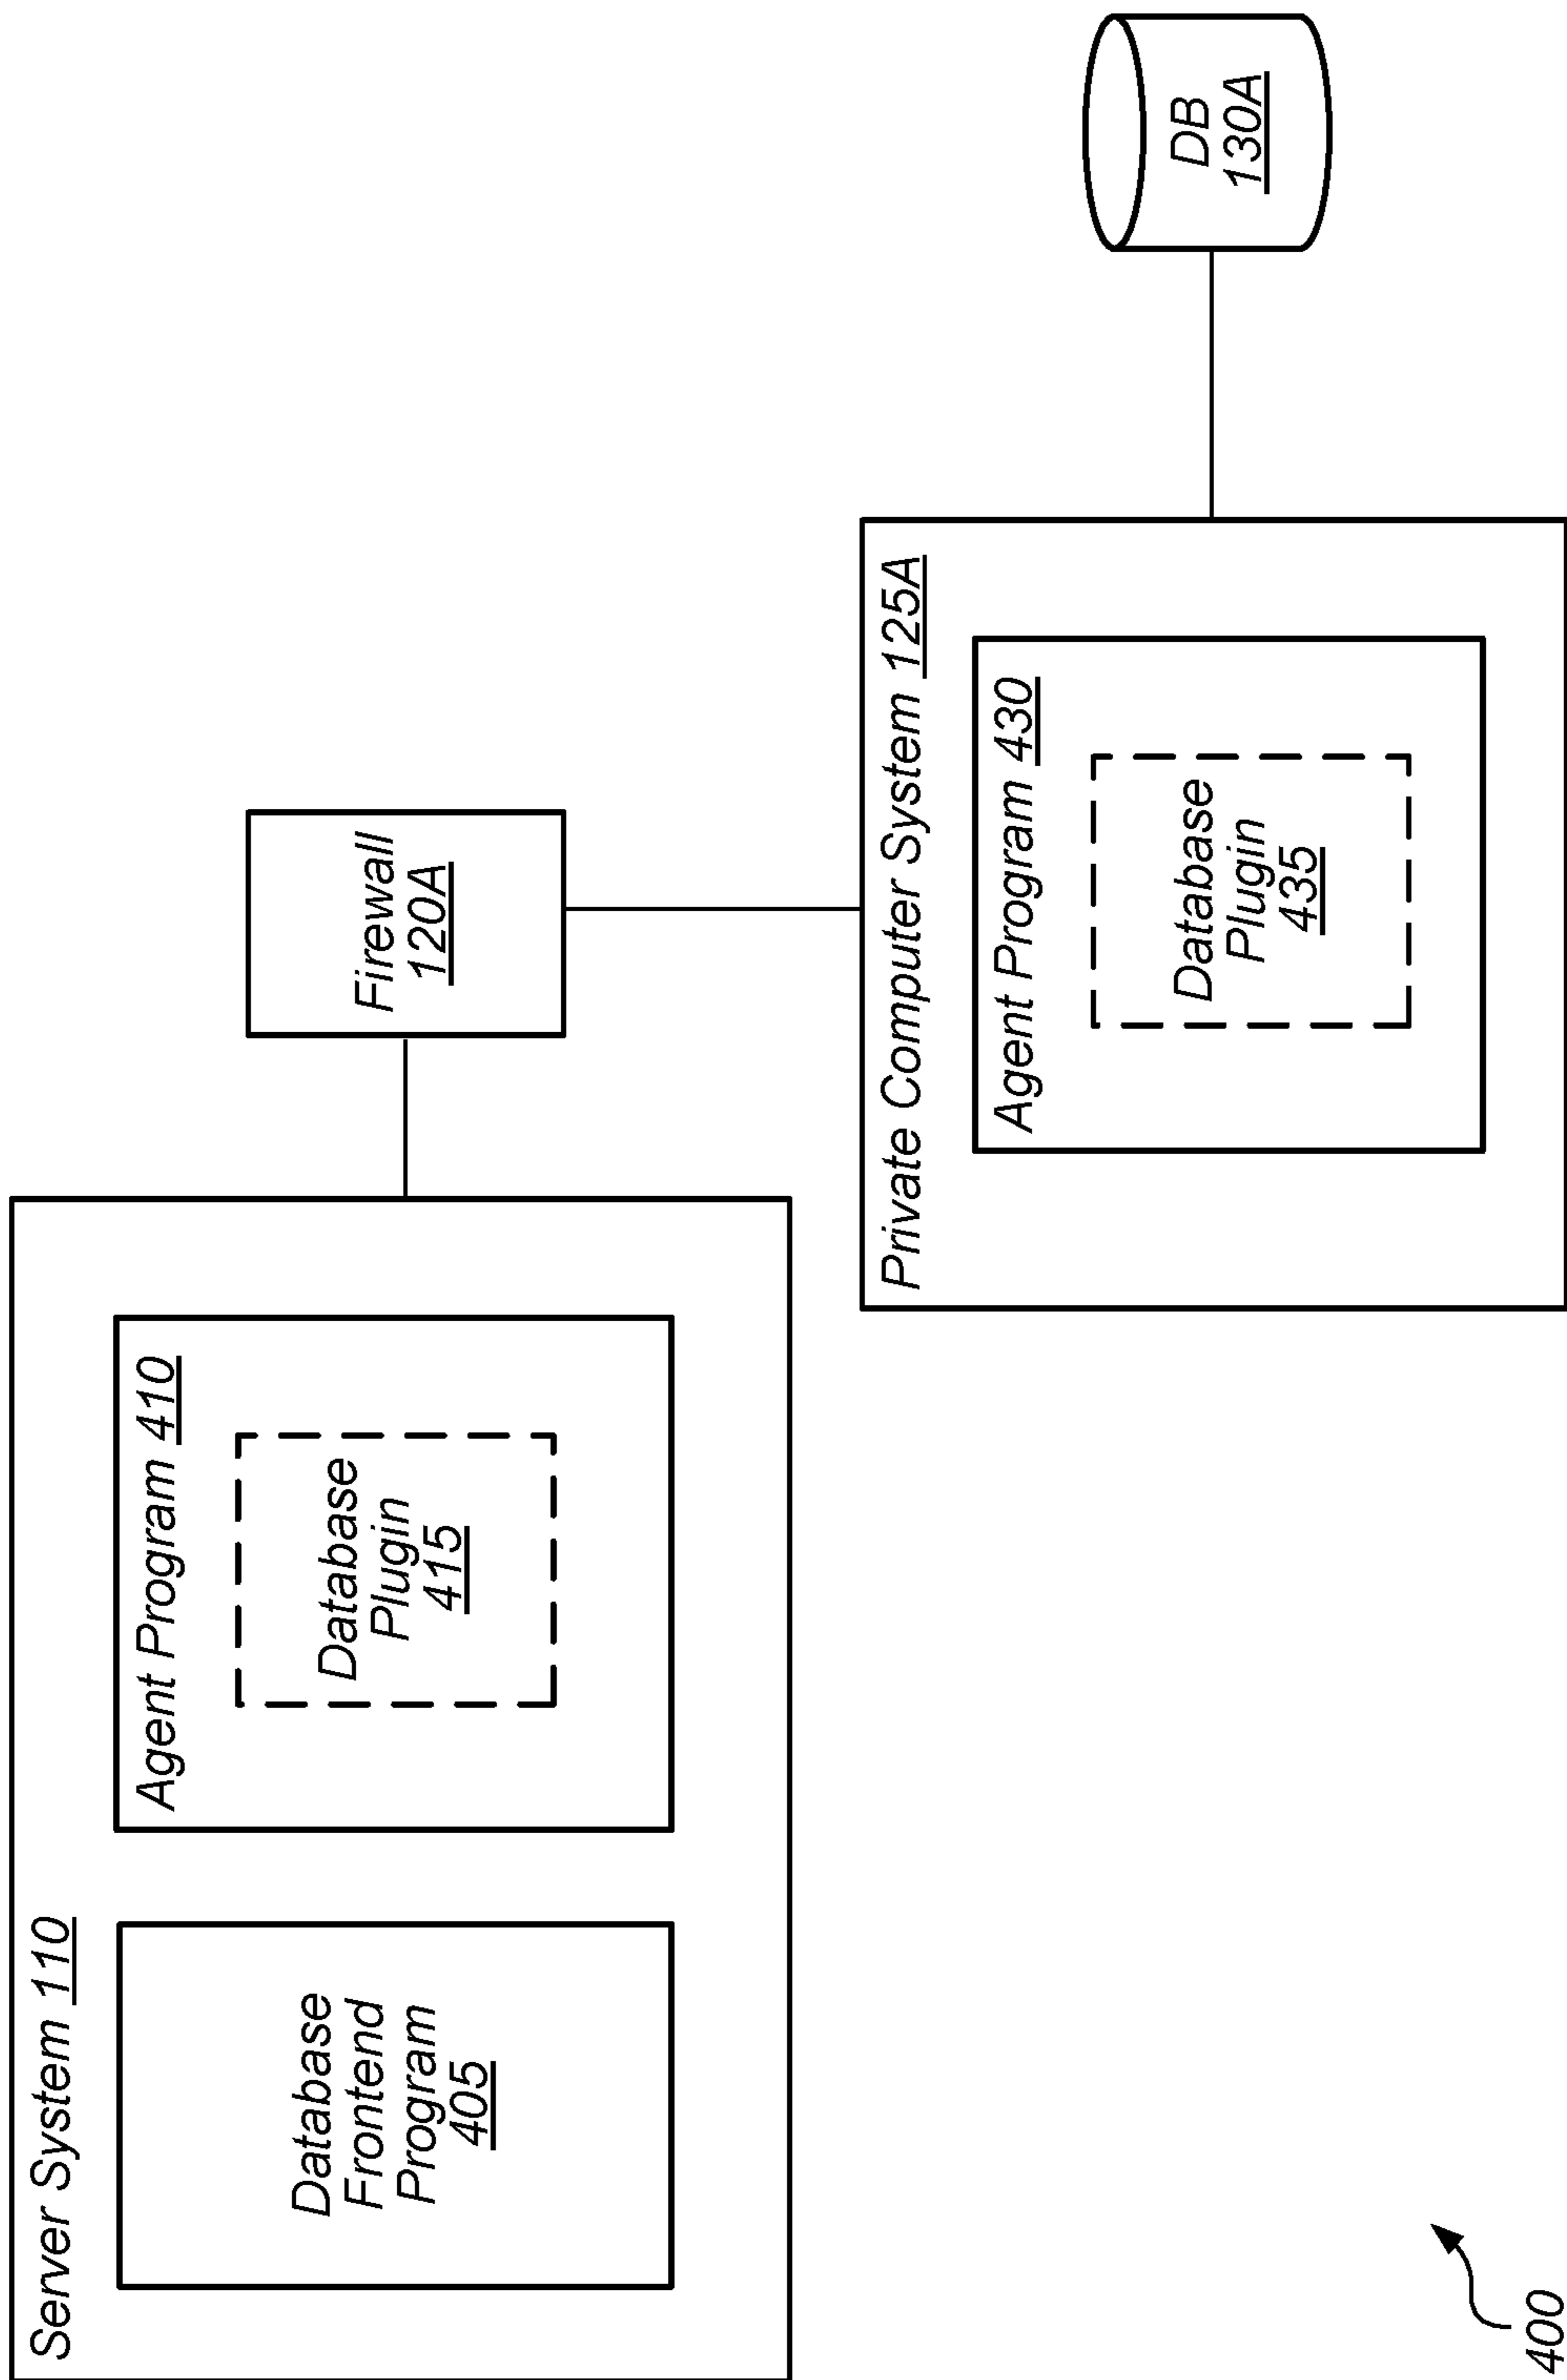 Server System 110
Database
Frontend
Program
405
Agent Program 410
Database
Plugin
415
Firewall
120A
Private Computer System 125A
Agent Program 430
Database
Plugin
435
DB
130A
400